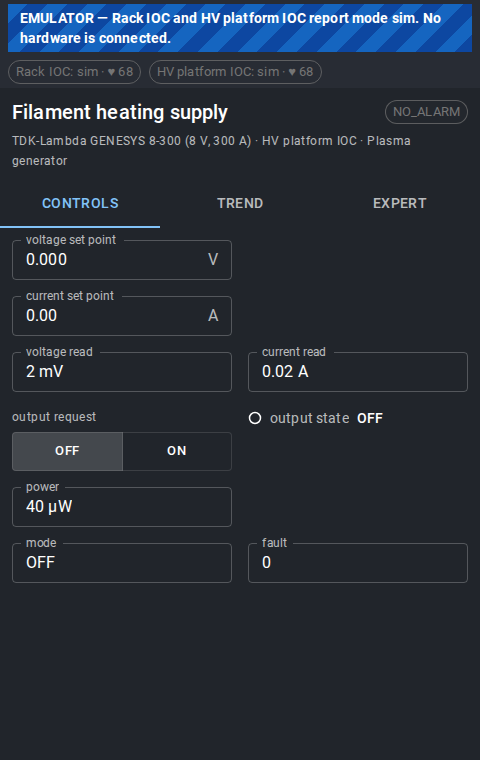 EMULATOR — Rack IOC and HV platform IOC report mode sim. No
hardware is connected.
Rack IOC: sim · ♥ 68
HV platform IOC: sim · ♥ 68
Filament heating supply
NO_ALARM
TDK-Lambda GENESYS 8-300 (8 V, 300 A) · HV platform IOC · Plasma
generator
CONTROLS
TREND
EXPERT
voltage set point
0.000 V
current set point
0.00 A
voltage read
2 mV
current read
0.02 A
output request
OFF
ON
output state OFF
power
40 µW
mode
OFF
fault
0